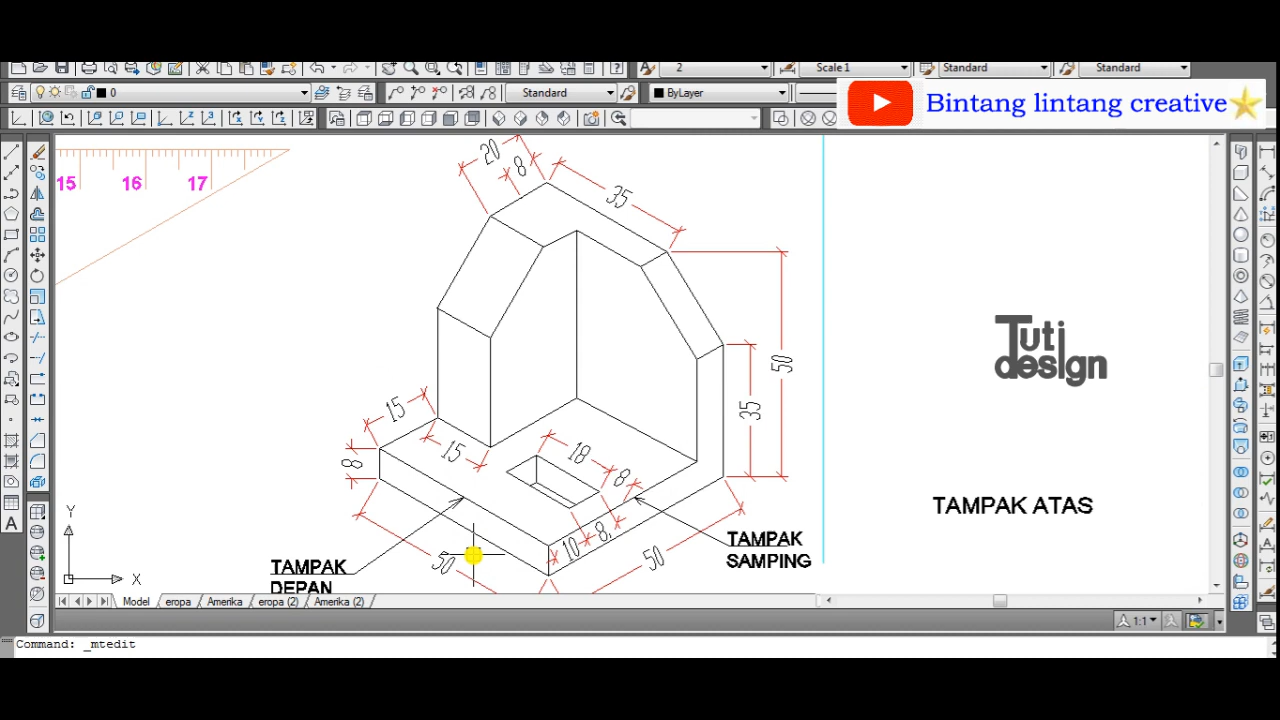 2
Scale 1
Standard
Standard
0
Standard
ByLayer
Bintang lintang creative
15
16
17
20
8
35
50
35
15
15
18
8
8
10
8
50
50
Tuti
design
TAMPAK ATAS
TAMPAK
SAMPING
TAMPAK
DEPAN
Y
X
A
Model
eropa
Amerika
eropa (2)
Amerika (2)
1:1
Command: _mtedit